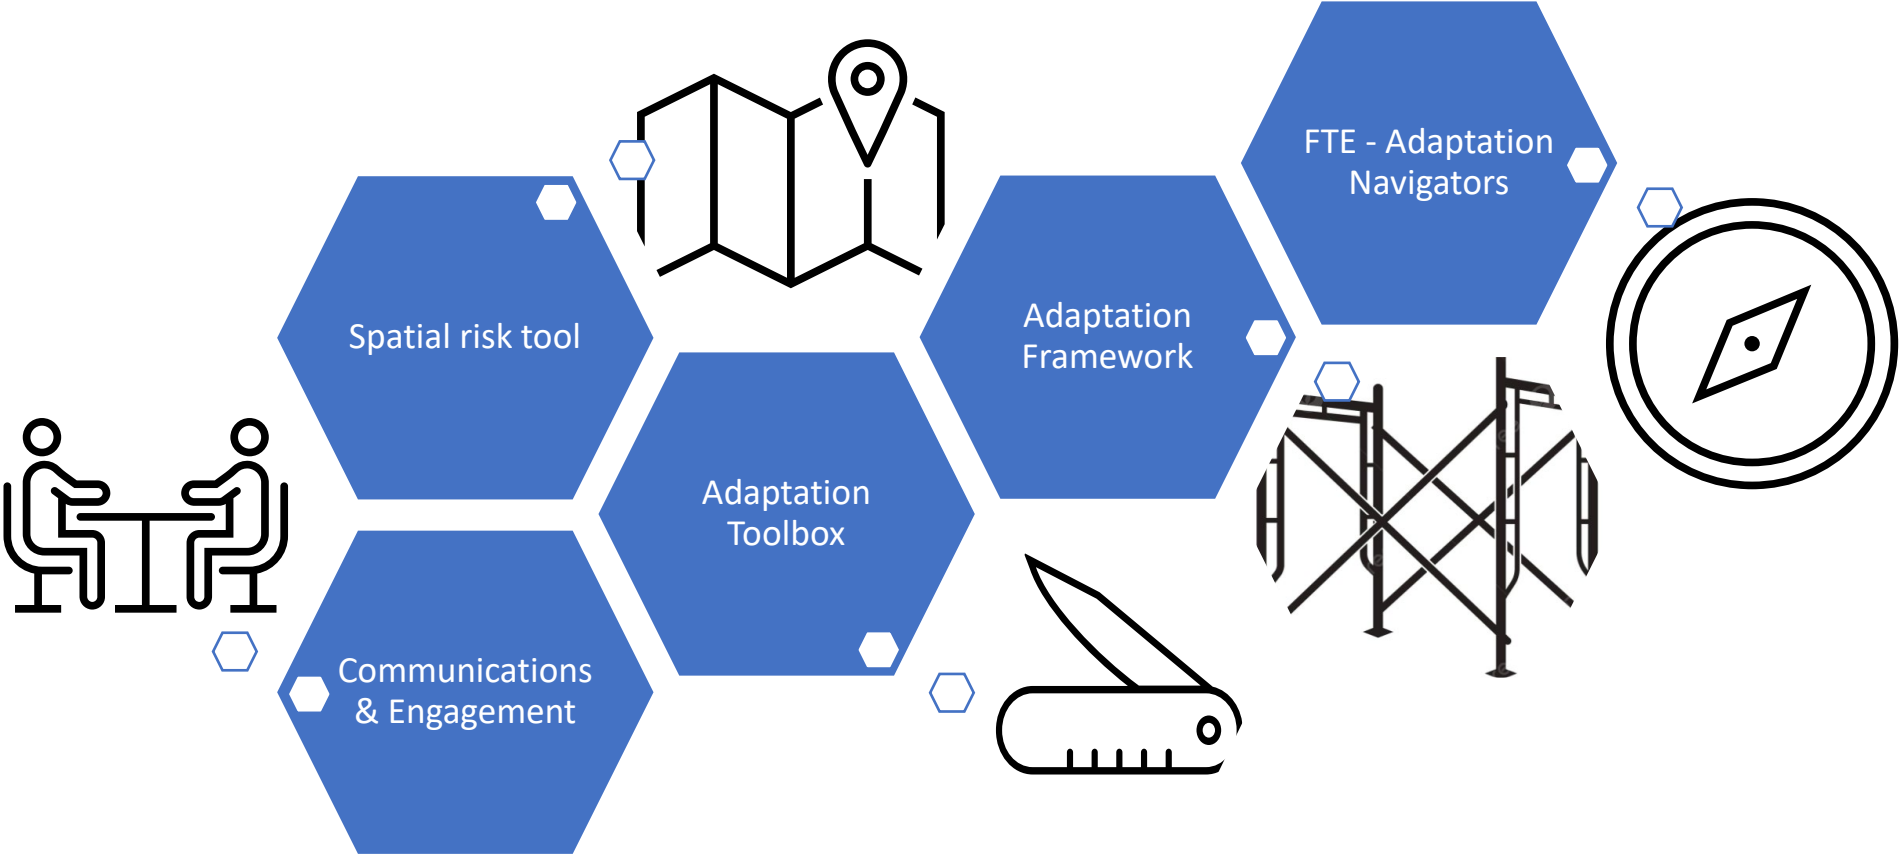 FTE - Adaptation
Navigators
Spatial risk tool
Adaptation
Framework
Adaptation
Toolbox
Communications
& Engagement